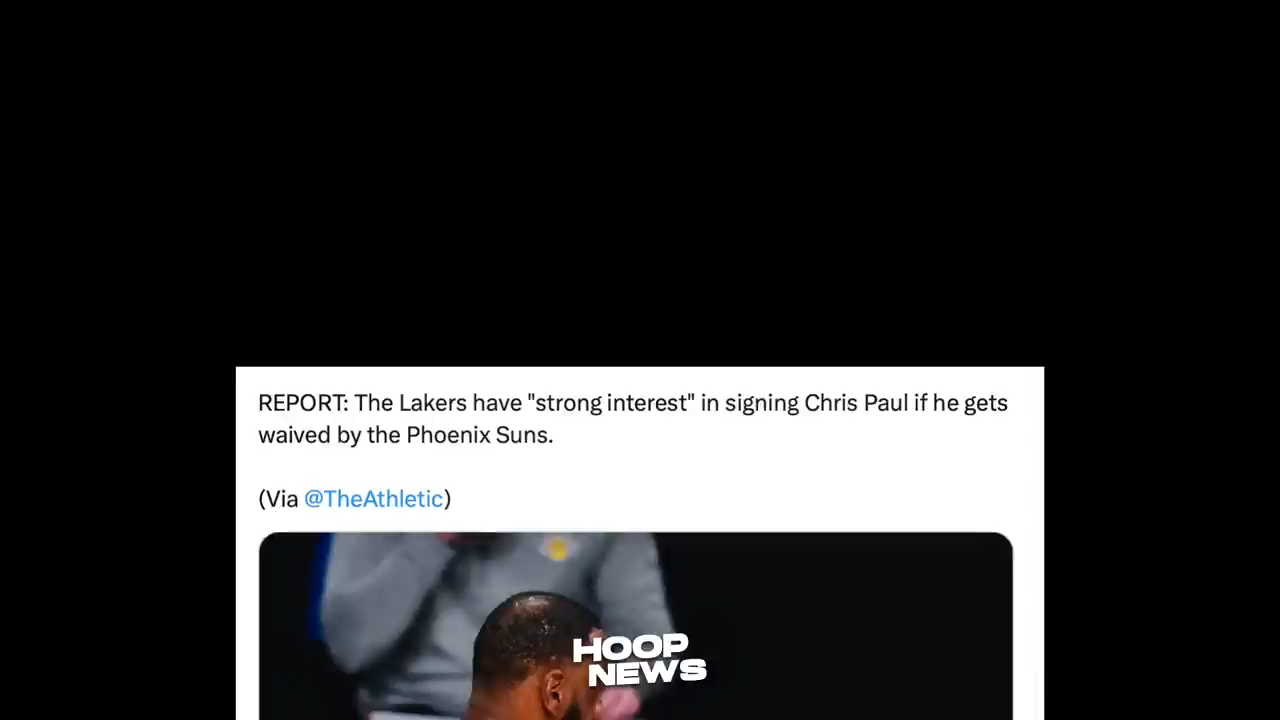 REPORT: The Lakers have "strong interest" in signing Chris Paul if he gets
waived by the Phoenix Suns.
(Via @TheAthletic)
HOOP
NEWS